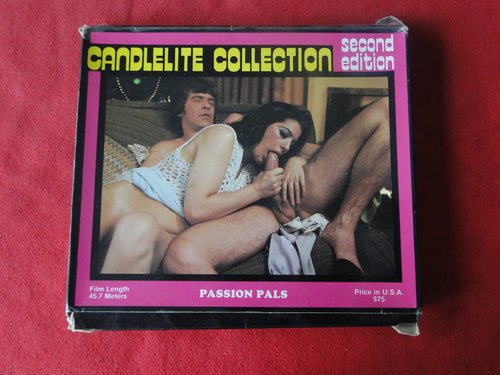 CANDLELITE COLLECTION
second
edition
Film Length
45.7 Meters
PASSION PALS
Price in U.S.A.
$75